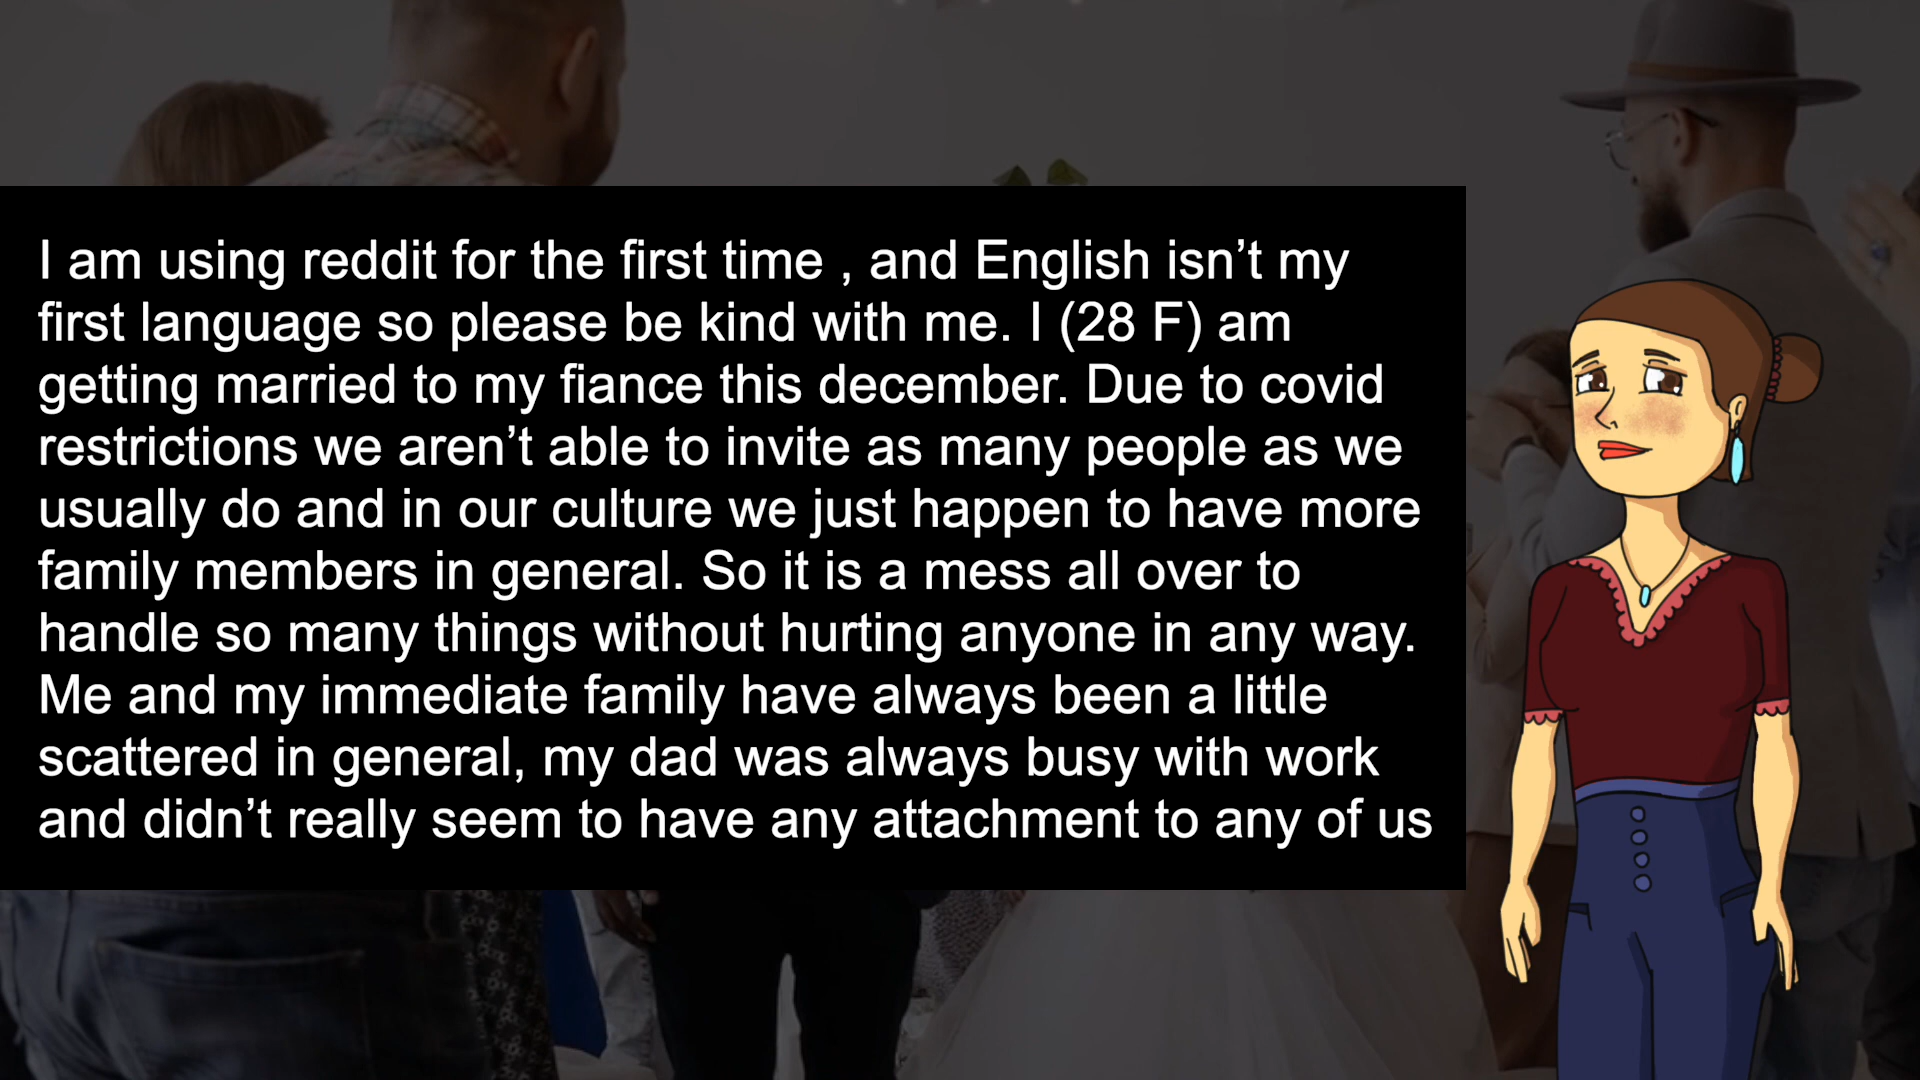 I am using reddit for the first time , and English isn’t my
first language so please be kind with me. I (28 F) am
getting married to my fiance this december. Due to covid
restrictions we aren’t able to invite as many people as we
usually do and in our culture we just happen to have more
family members in general. So it is a mess all over to
handle so many things without hurting anyone in any way.
Me and my immediate family have always been a little
scattered in general, my dad was always busy with work
and didn’t really seem to have any attachment to any of us